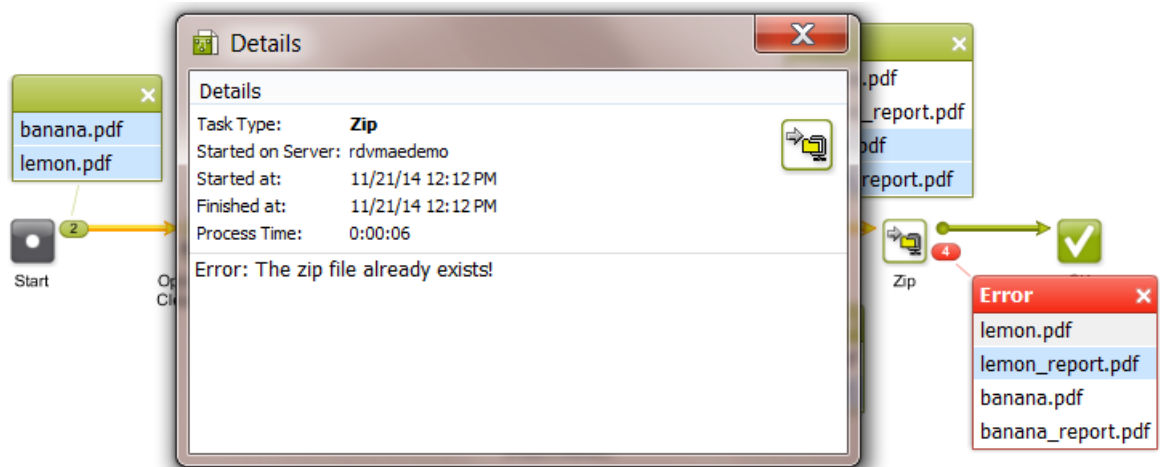 Details
Details
Task Type: Zip
Started on Server: rdvmaedemo
Started at: 11/21/14 12:12 PM
Finished at: 11/21/14 12:12 PM
Process Time: 0:00:06
Error: The zip file already exists!
banana.pdf
lemon.pdf
2
Start
Op
Cle
.pdf
_report.pdf
pdf
report.pdf
Zip
4
Error
lemon.pdf
lemon_report.pdf
banana.pdf
banana_report.pdf